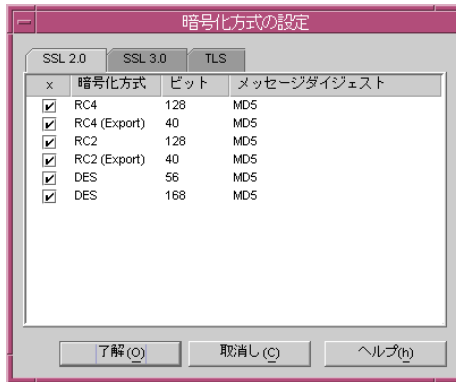 暗号化方式の設定
SSL 2.0 SSL 3.0 TLS
x 暗号化方式 ビット メッセージダイジェスト
RC4 128 MD5
RC4 (Export) 40 MD5
RC2 128 MD5
RC2 (Export) 40 MD5
DES 56 MD5
DES 168 MD5
了解(O) 取消し(C) ヘルプ(h)